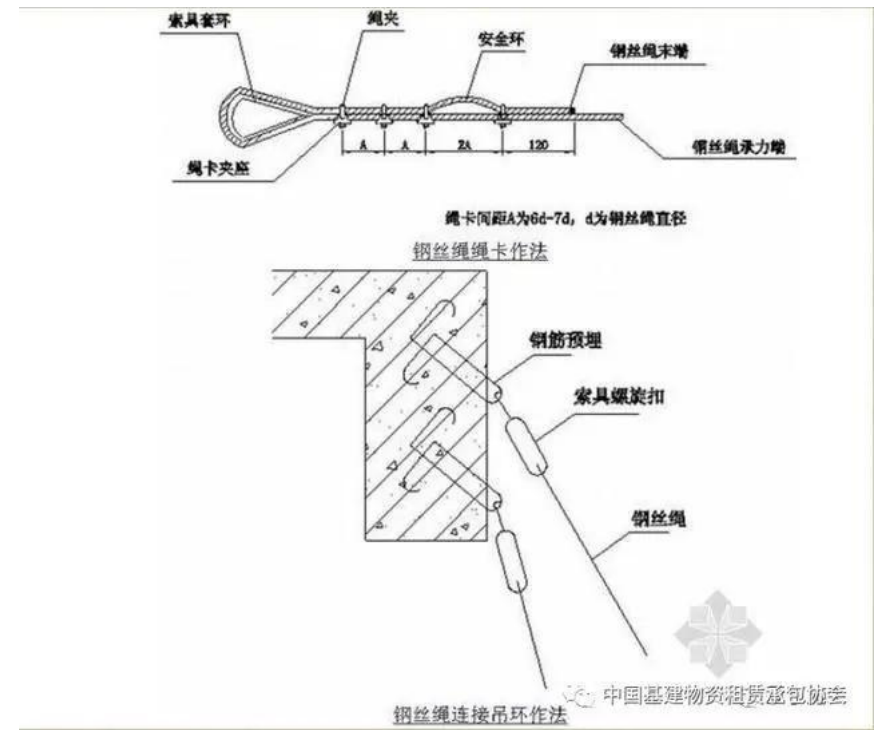 索具套环
绳夹
安全环
钢丝绳末端
A
A
2A
120
绳卡夹座
钢丝绳承力端
绳卡间距A为6d-7d，d为钢丝绳直径
钢丝绳绳卡作法
钢筋预埋
索具螺旋扣
钢丝绳
中国基建物资租赁承包协会
钢丝绳连接吊环作法